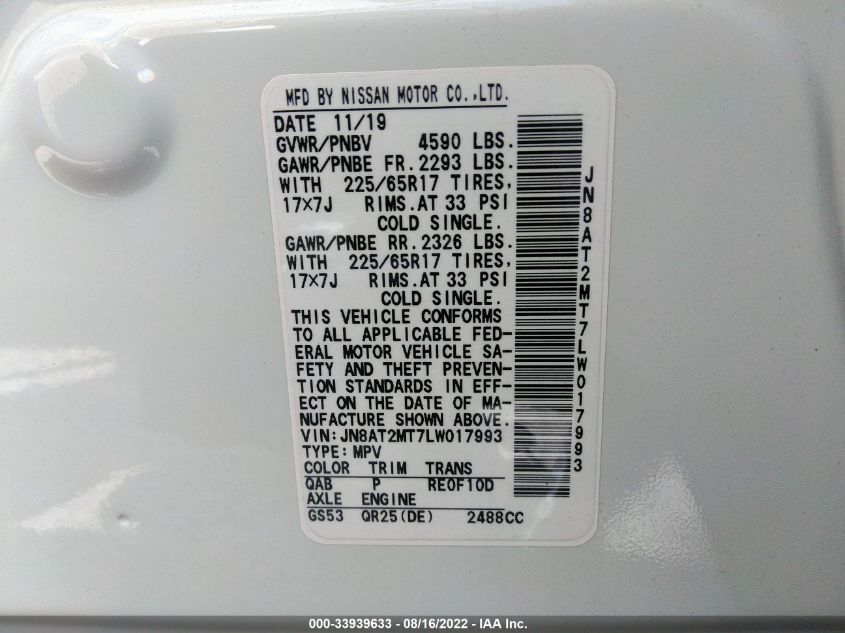 MFD BY NISSAN MOTOR CO.,LTD.
DATE 11/19
GVWR/PNBV 4590 LBS.
GAWR/PNBE FR.2293 LBS.
WITH 225/65R17 TIRES,
17×7J RIMS.AT 33 PSI
COLD SINGLE.
GAWR/PNBE RR.2326 LBS.
WITH 225/65R17 TIRES,
17×7J RIMS.AT 33 PSI
COLD SINGLE.
THIS VEHICLE CONFORMS
TO ALL APPLICABLE FED-
ERAL MOTOR VEHICLE SA-
FETY AND THEFT PREVEN-
TION STANDARDS IN EFF-
ECT ON THE DATE OF MA-
NUFACTURE SHOWN ABOVE.
VIN:JN8AT2MT7LW017993
TYPE:MPV
COLOR TRIM TRANS
QAB P RE0F10D
AXLE ENGINE
GS53 QR25(DE) 2488CC
JN8AT2MT7LW017993
000-33939633 - 08/16/2022 - IAA Inc.